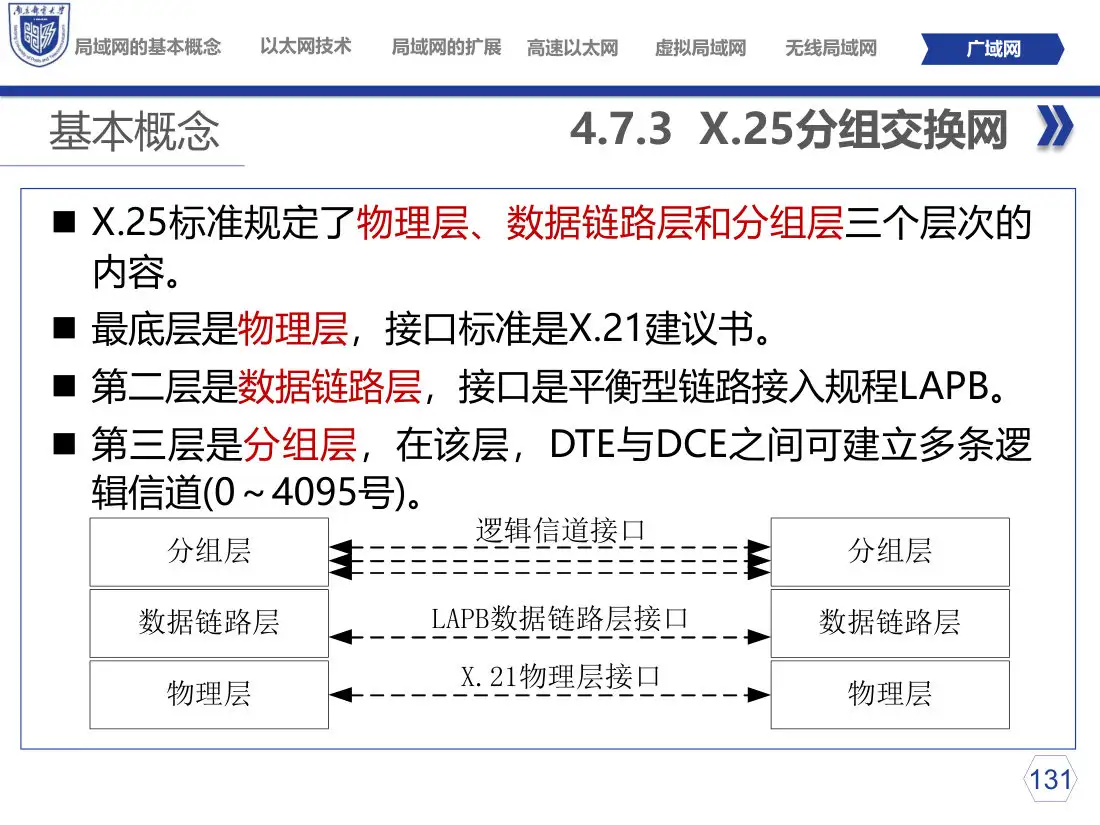 南京邮电大学
局域网的基本概念
以太网技术
局域网的扩展
高速以太网
虚拟局域网
无线局域网
广域网
基本概念
4.7.3 X.25分组交换网
■ X.25标准规定了物理层、数据链路层和分组层三个层次的
内容。
■ 最底层是物理层，接口标准是X.21建议书。
■ 第二层是数据链路层，接口是平衡型链路接入规程LAPB。
■ 第三层是分组层，在该层，DTE与DCE之间可建立多条逻
辑信道(0～4095号)。
分组层
逻辑信道接口
分组层
数据链路层
LAPB数据链路层接口
数据链路层
物理层
X.21物理层接口
物理层
131